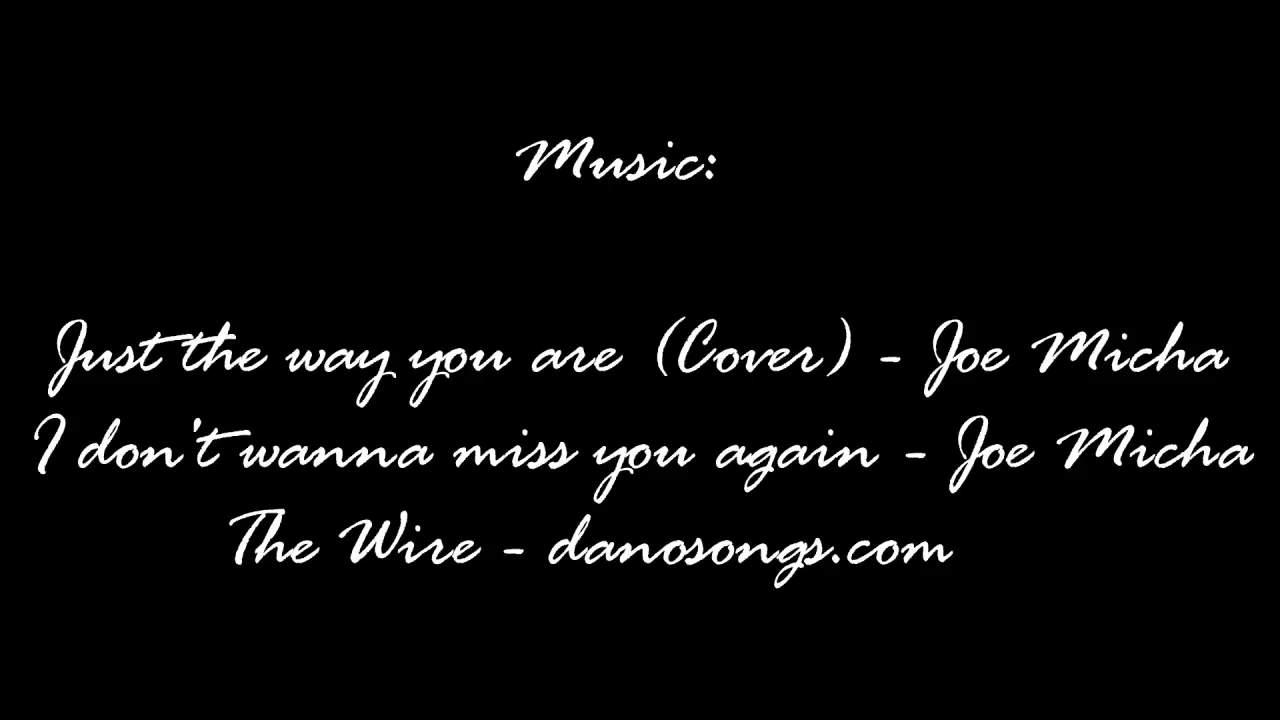 Music:
Just the way you are (Cover) - Joe Micha
I don't wanna miss you again - Joe Micha
The Wire - danosongs.com